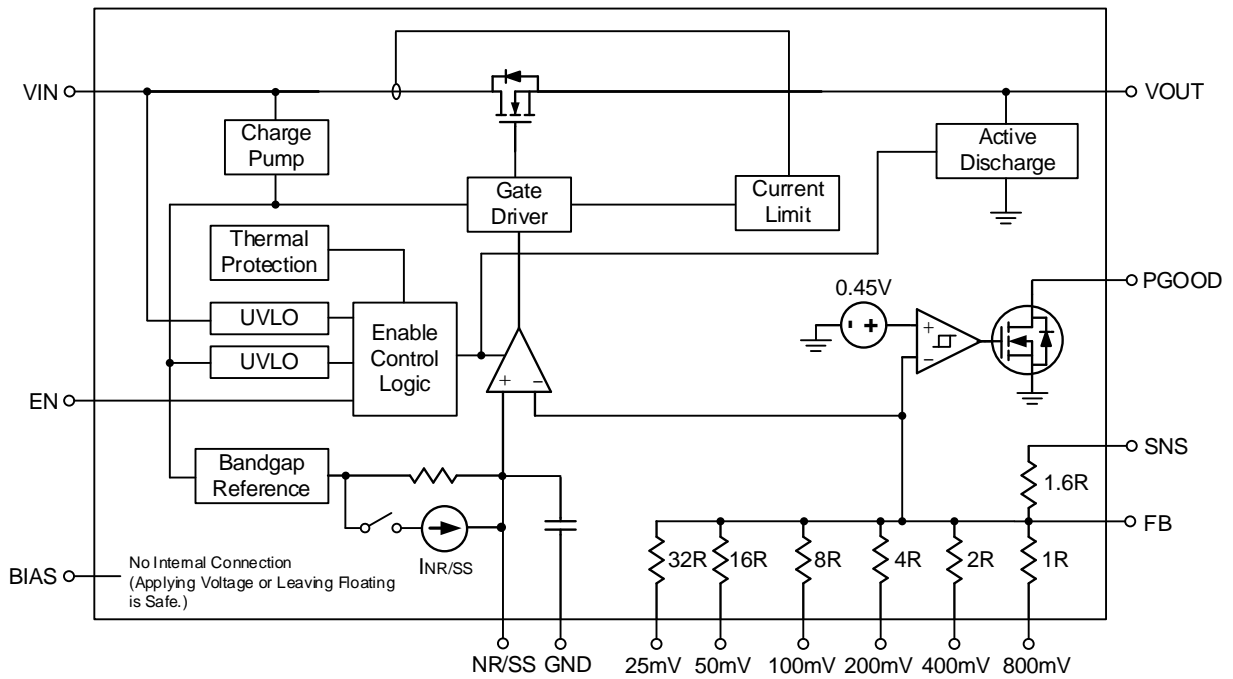 VIN
VOUT
Charge
Pump
Active
Discharge
Gate
Driver
Current
Limit
Thermal
Protection
PGOOD
0.45V
- +
UVLO
Enable
Control
Logic
+
−
UVLO
+ −
EN
SNS
Bandgap
Reference
1.6R
FB
INR/SS
32R
16R
8R
4R
2R
1R
BIAS
No Internal Connection
(Applying Voltage or Leaving Floating
is Safe.)
NR/SS
GND
25mV
50mV
100mV
200mV
400mV
800mV